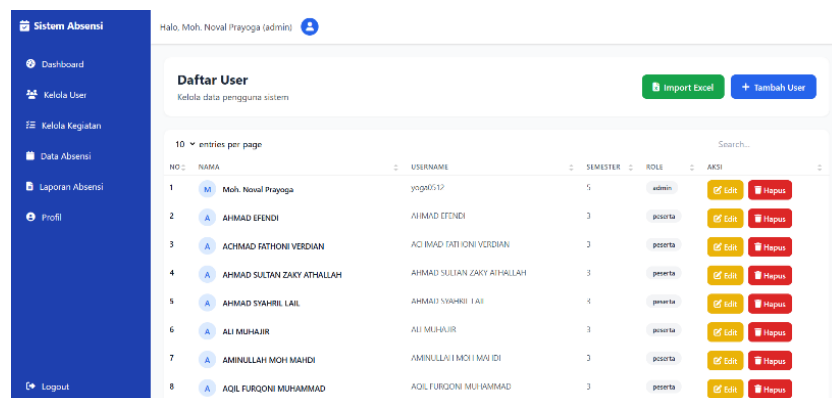 Sistem Absensi
Halo, Moh. Noval Prayoga (admin)
Dashboard
Kelola User
Kelola Kegiatan
Data Absensi
Laporan Absensi
Profil
Logout
Daftar User
Kelola data pengguna sistem
Import Excel
+ Tambah User
10 entries per page
Search...
NO NAMA USERNAME SEMESTER ROLE AKSI
1 M Moh. Noval Prayoga yoga0512 5 admin Edit Hapus
2 A AHMAD EFENDI AHMAD EFENDI 3 peserta Edit Hapus
3 A ACHMAD FATHONI VERDIAN ACHMAD FATHONI VERDIAN 3 peserta Edit Hapus
4 A AHMAD SULTAN ZAKY ATHALLAH AHMAD SULTAN ZAKY ATHALLAH 3 peserta Edit Hapus
5 A AHMAD SYAHRIL LAIL AHMAD SYAHRIL LAIL 3 peserta Edit Hapus
6 A ALI MUHAJIR ALI MUHAJIR 3 peserta Edit Hapus
7 A AMINULLAH MOH MAHDI AMINULLAH MOH MAHDI 3 peserta Edit Hapus
8 A AQIL FURQONI MUHAMMAD AQIL FURQONI MUHAMMAD 3 peserta Edit Hapus